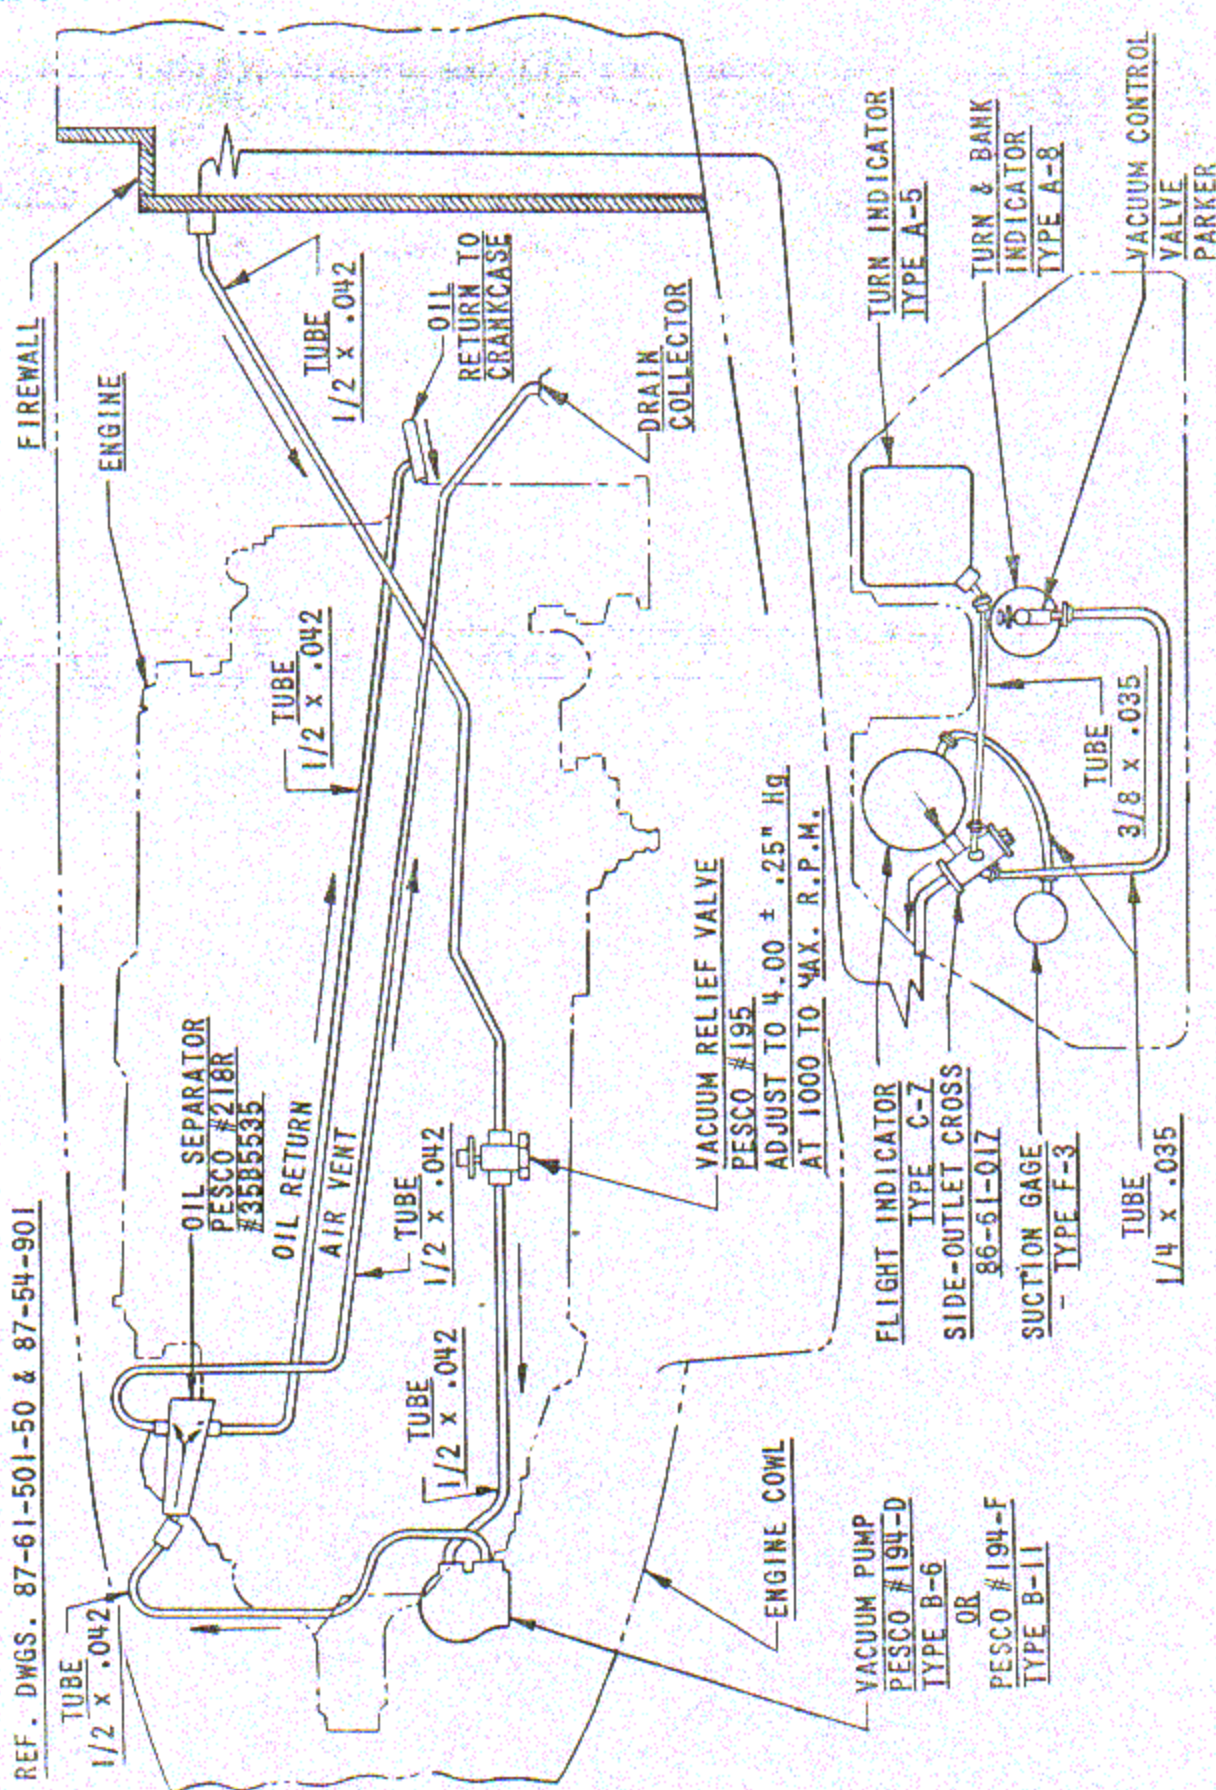 REF. DWGS. 87-61-501-50 & 87-54-901
TUBE
1/2 x .042
OIL SEPARATOR
PESCO #218R
#35B5535
ENGINE
FIREWALL
OIL RETURN
AIR VENT
TUBE
1/2 x .042
TUBE
1/2 x .042
TUBE
1/2 x .042
TUBE
1/2 x .042
OIL
RETURN TO
CRANKCASE
DRAIN
COLLECTOR
VACUUM RELIEF VALVE
PESCO #195
ADJUST TO 4.00 ± .25" Hg
AT 1000 TO MAX. R.P.M.
ENGINE COWL
VACUUM PUMP
PESCO #194-D
TYPE B-6
OR
PESCO #194-F
TYPE B-11
FLIGHT INDICATOR
TYPE C-7
SIDE-OUTLET CROSS
86-61-017
SUCTION GAGE
TYPE F-3
TUBE
1/4 x .035
TUBE
3/8 x .035
TURN INDICATOR
TYPE A-5
TURN & BANK
INDICATOR
TYPE A-8
VACUUM CONTROL
VALVE
PARKER